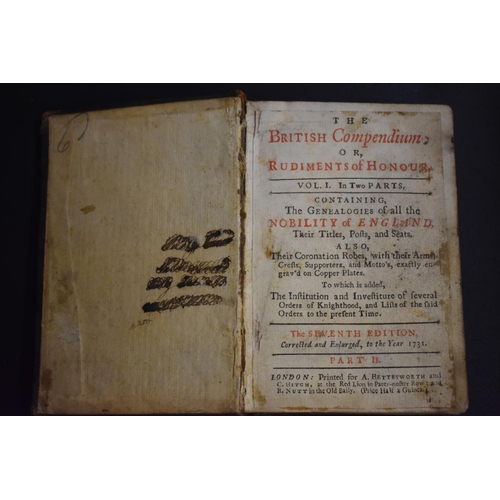 THE
BRITISH Compendium:
OR,
RUDIMENTS of HONOUR.
VOL. I. In Two PARTS,
CONTAINING,
The GENEALOGIES of all the
NOBILITY of ENGLAND,
Their Titles, Posts, and Seats.
ALSO,
Their Coronation Robes, with their Arms,
Crests, Supporters, and Motto's, exactly en-
grav'd on Copper Plates.
To which is added,
The Institution and Investiture of several
Orders of Knighthood, and Lists of the said
Orders to the present Time.
The SEVENTH EDITION,
Corrected and Enlarged, to the Year 1731.
PART II.
LONDON: Printed for A. BETTESWORTH and
C. HITCH, at the Red Lion in Pater-noster Row; and
R. NUTT in the Old Baily. (Price Half a Guinea.)